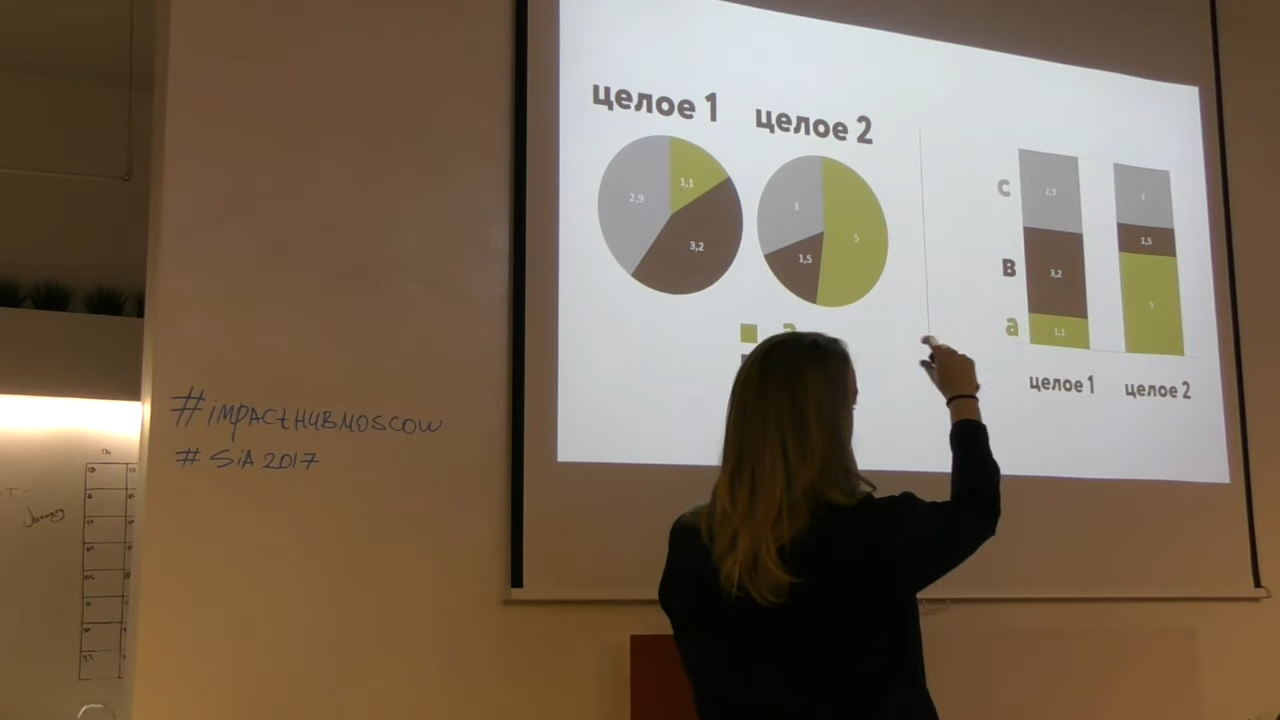 целое 1
целое 2
2,9
1,1
3,2
3
5
1,5
a
c
в
a
2,9
3,2
1,1
3
1,5
5
целое 1
целое 2
#IMPACTHUBMOSCOW
# SIA 2017
January